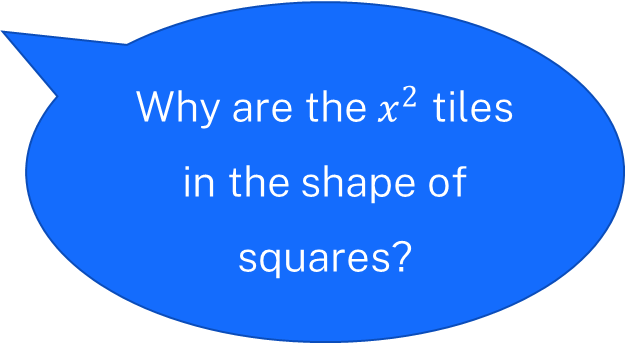 Why are the x² tiles
in the shape of
squares?